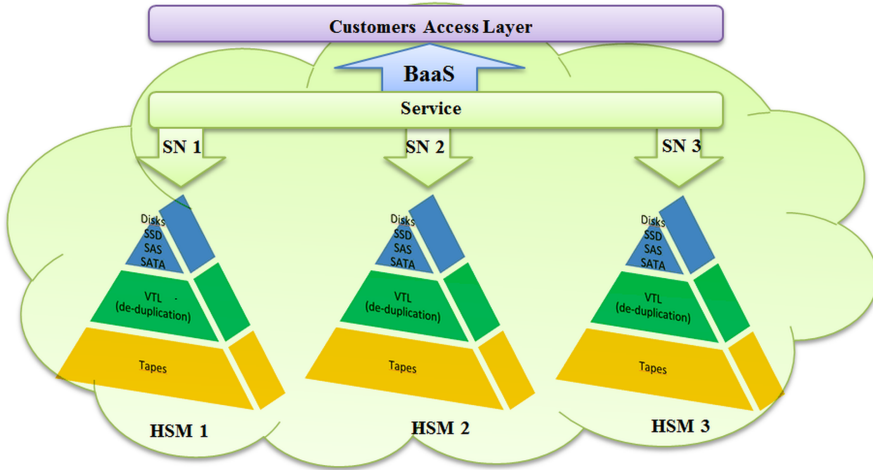 Customers Access Layer
BaaS
Service
SN 1
SN 2
SN 3
Disks
SSD
SAS
SATA
VTL
(de-duplication)
Tapes
HSM 1
Disks
SSD
SAS
SATA
VTL
(de-duplication)
Tapes
HSM 2
Disks
SSD
SAS
SATA
VTL
(de-duplication)
Tapes
HSM 3